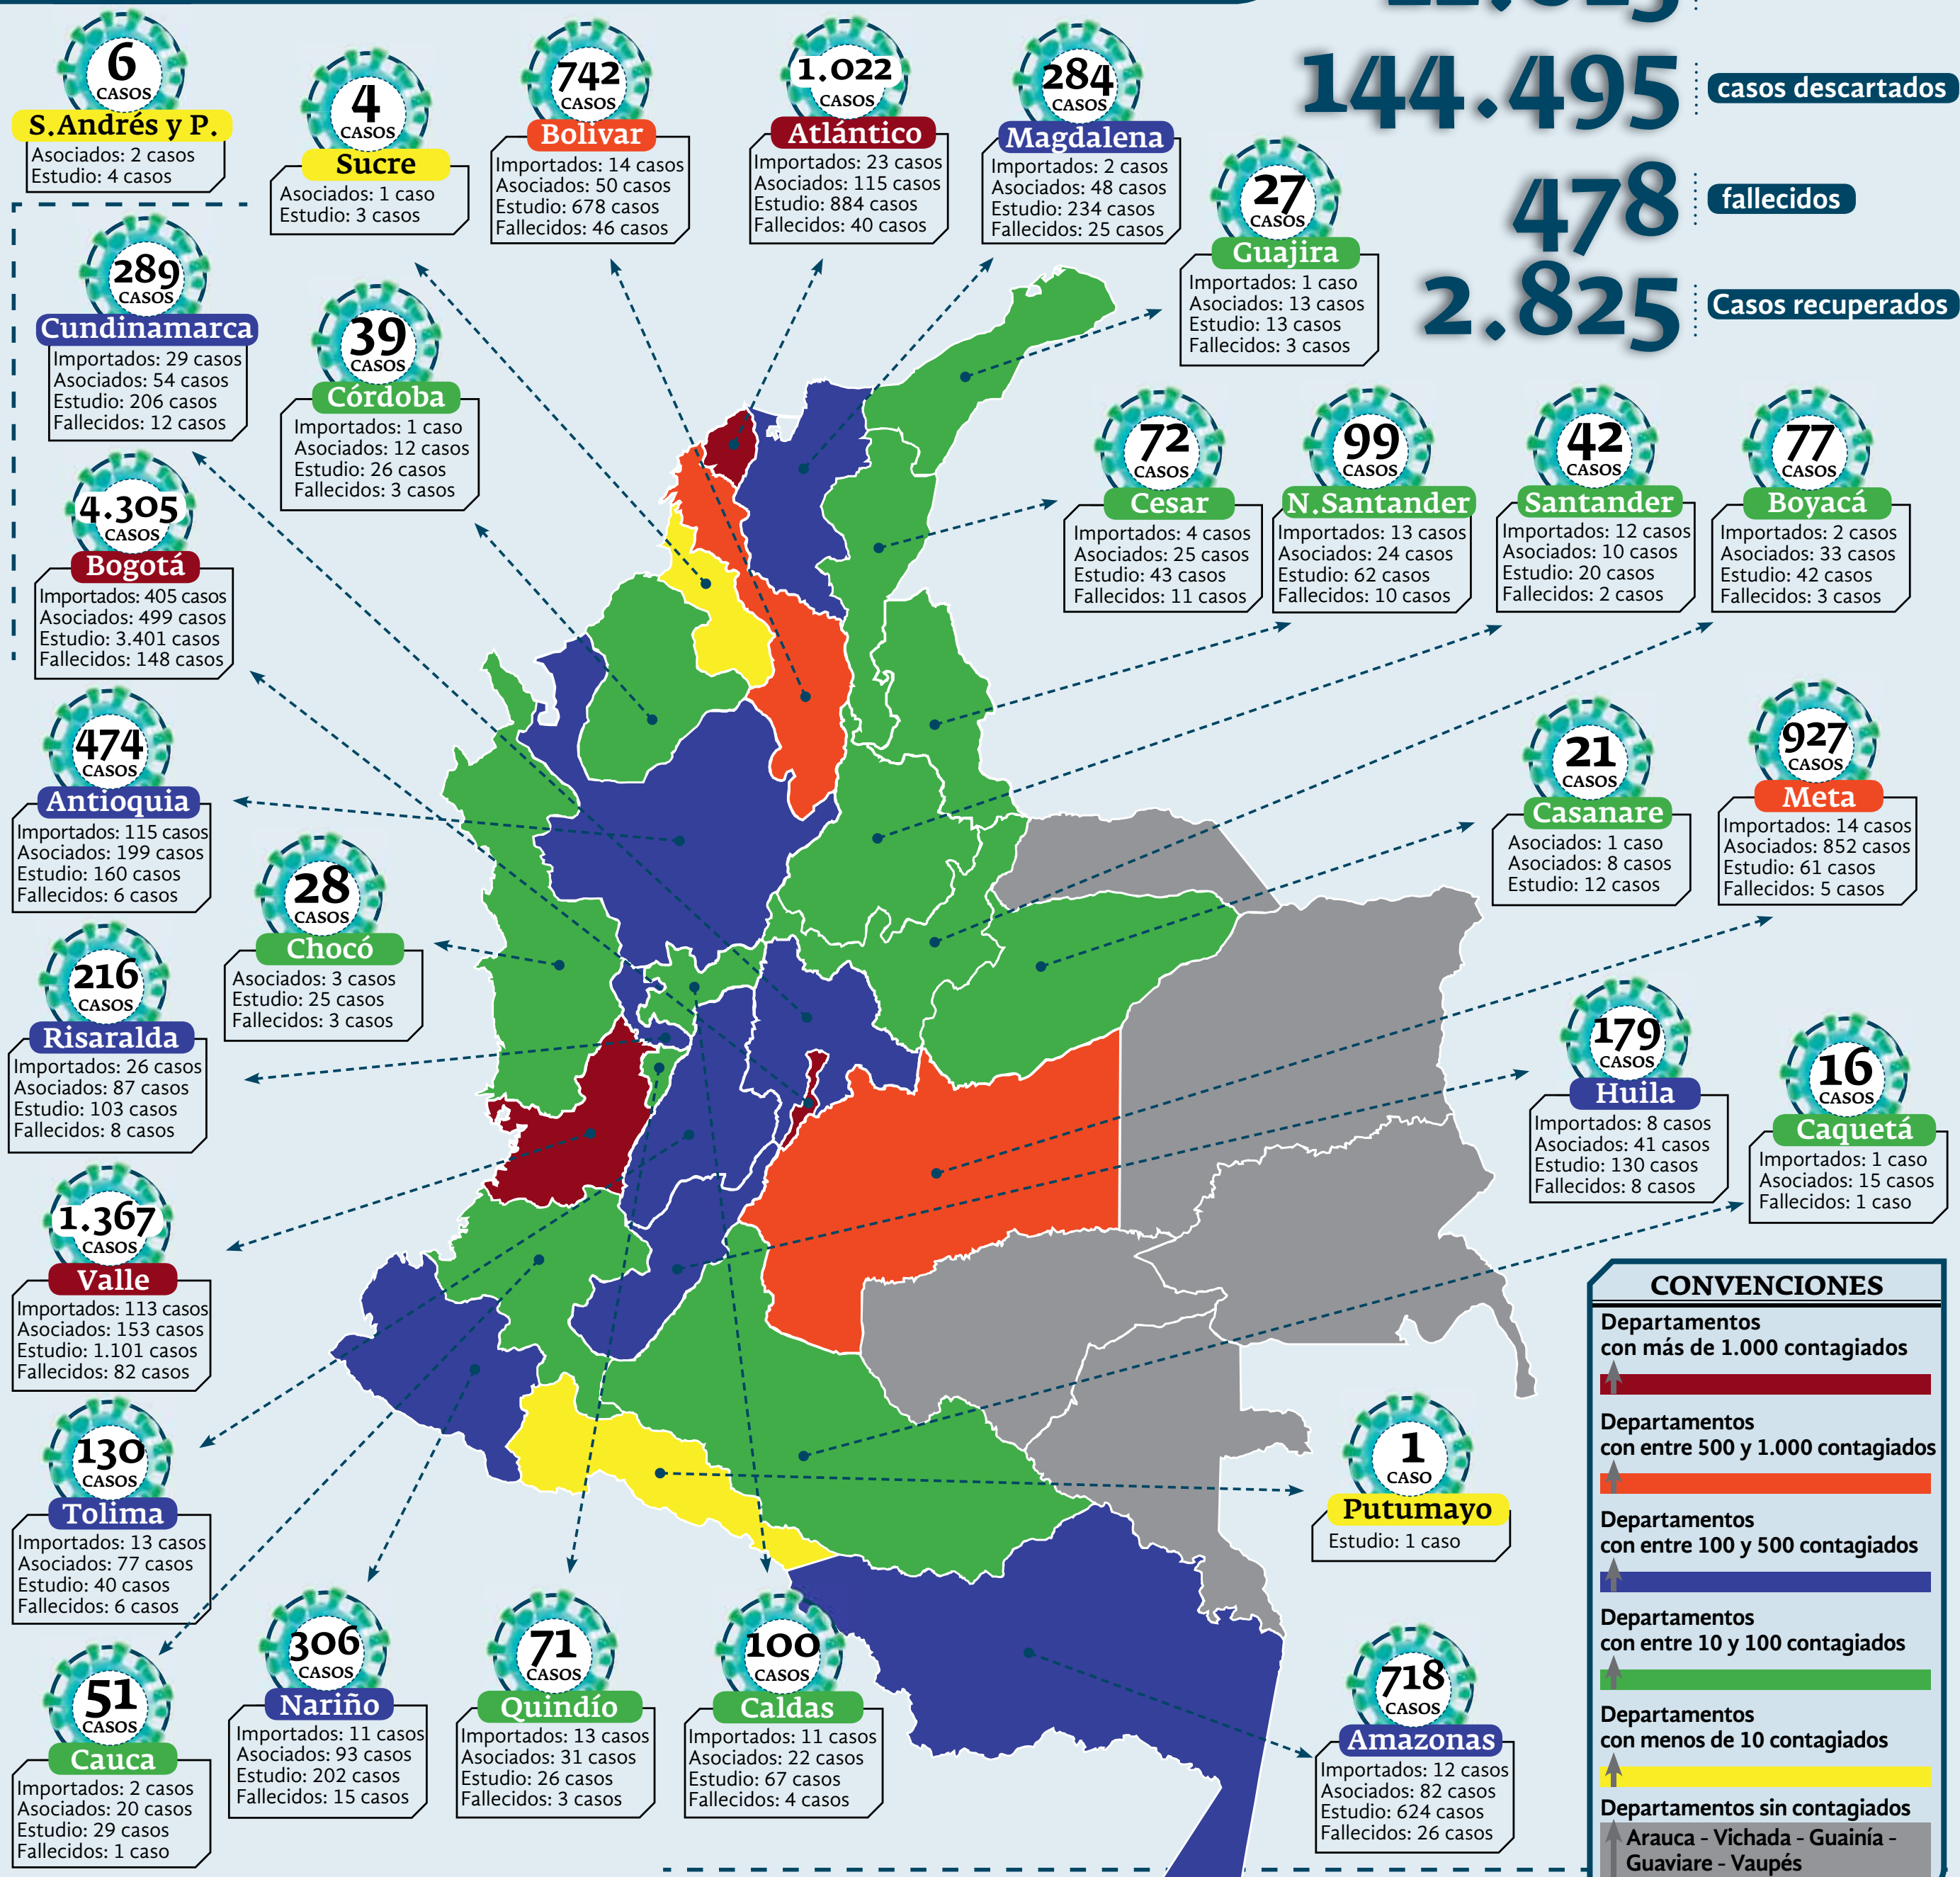 144.495
casos descartados
478
fallecidos
2.825
Casos recuperados
6
CASOS
S.Andrés y P.
Asociados: 2 casos
Estudio: 4 casos
4
CASOS
Sucre
Asociados: 1 caso
Estudio: 3 casos
742
CASOS
Bolívar
Importados: 14 casos
Asociados: 50 casos
Estudio: 678 casos
Fallecidos: 46 casos
1.022
CASOS
Atlántico
Importados: 23 casos
Asociados: 115 casos
Estudio: 884 casos
Fallecidos: 40 casos
284
CASOS
Magdalena
Importados: 2 casos
Asociados: 48 casos
Estudio: 234 casos
Fallecidos: 25 casos
27
CASOS
Guajira
Importados: 1 caso
Asociados: 13 casos
Estudio: 13 casos
Fallecidos: 3 casos
289
CASOS
Cundinamarca
Importados: 29 casos
Asociados: 54 casos
Estudio: 206 casos
Fallecidos: 12 casos
39
CASOS
Córdoba
Importados: 1 caso
Asociados: 12 casos
Estudio: 26 casos
Fallecidos: 3 casos
72
CASOS
Cesar
Importados: 4 casos
Asociados: 25 casos
Estudio: 43 casos
Fallecidos: 11 casos
99
CASOS
N.Santander
Importados: 13 casos
Asociados: 24 casos
Estudio: 62 casos
Fallecidos: 10 casos
42
CASOS
Santander
Importados: 12 casos
Asociados: 10 casos
Estudio: 20 casos
Fallecidos: 2 casos
77
CASOS
Boyacá
Importados: 2 casos
Asociados: 33 casos
Estudio: 42 casos
Fallecidos: 3 casos
4.305
CASOS
Bogotá
Importados: 405 casos
Asociados: 499 casos
Estudio: 3.401 casos
Fallecidos: 148 casos
474
CASOS
Antioquia
Importados: 115 casos
Asociados: 199 casos
Estudio: 160 casos
Fallecidos: 6 casos
21
CASOS
Casanare
Asociados: 1 caso
Asociados: 8 casos
Estudio: 12 casos
927
CASOS
Meta
Importados: 14 casos
Asociados: 852 casos
Estudio: 61 casos
Fallecidos: 5 casos
28
CASOS
Chocó
Asociados: 3 casos
Estudio: 25 casos
Fallecidos: 3 casos
216
CASOS
Risaralda
Importados: 26 casos
Asociados: 87 casos
Estudio: 103 casos
Fallecidos: 8 casos
179
CASOS
Huila
Importados: 8 casos
Asociados: 41 casos
Estudio: 130 casos
Fallecidos: 8 casos
16
CASOS
Caquetá
Importados: 1 caso
Asociados: 15 casos
Fallecidos: 1 caso
1.367
CASOS
Valle
Importados: 113 casos
Asociados: 153 casos
Estudio: 1.101 casos
Fallecidos: 82 casos
130
CASOS
Tolima
Importados: 13 casos
Asociados: 77 casos
Estudio: 40 casos
Fallecidos: 6 casos
1
CASO
Putumayo
Estudio: 1 caso
51
CASOS
Cauca
Importados: 2 casos
Asociados: 20 casos
Estudio: 29 casos
Fallecidos: 1 caso
306
CASOS
Nariño
Importados: 11 casos
Asociados: 93 casos
Estudio: 202 casos
Fallecidos: 15 casos
71
CASOS
Quindío
Importados: 13 casos
Asociados: 31 casos
Estudio: 26 casos
Fallecidos: 3 casos
100
CASOS
Caldas
Importados: 11 casos
Asociados: 22 casos
Estudio: 67 casos
Fallecidos: 4 casos
718
CASOS
Amazonas
Importados: 12 casos
Asociados: 82 casos
Estudio: 624 casos
Fallecidos: 26 casos
CONVENCIONES
Departamentos
con más de 1.000 contagiados
Departamentos
con entre 500 y 1.000 contagiados
Departamentos
con entre 100 y 500 contagiados
Departamentos
con entre 10 y 100 contagiados
Departamentos
con menos de 10 contagiados
Departamentos sin contagiados
Arauca - Vichada - Guainía -
Guaviare - Vaupés